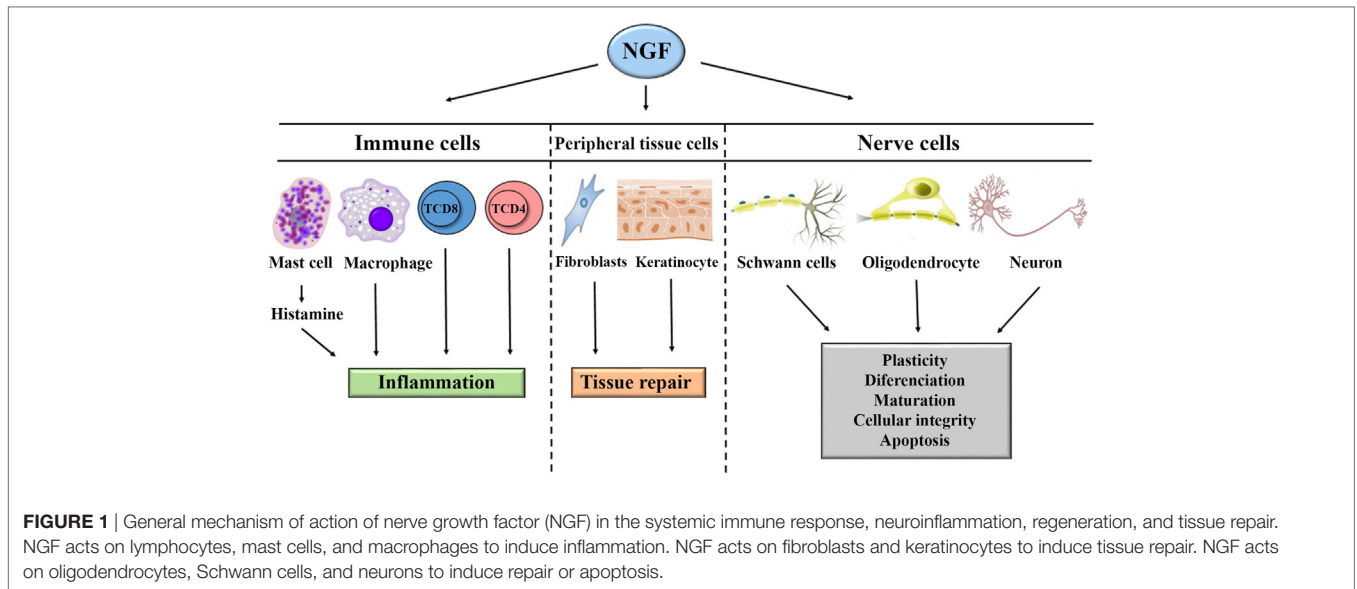 NGF
Immune cells
Peripheral tissue cells
Nerve cells
TCD8
TCD4
Mast cell
Macrophage
Fibroblasts
Keratinocyte
Schwann cells
Oligodendrocyte
Neuron
Histamine
Inflammation
Tissue repair
Plasticity
Diferenciation
Maturation
Cellular integrity
Apoptosis
FIGURE 1 | General mechanism of action of nerve growth factor (NGF) in the systemic immune response, neuroinflammation, regeneration, and tissue repair.
NGF acts on lymphocytes, mast cells, and macrophages to induce inflammation. NGF acts on fibroblasts and keratinocytes to induce tissue repair. NGF acts
on oligodendrocytes, Schwann cells, and neurons to induce repair or apoptosis.